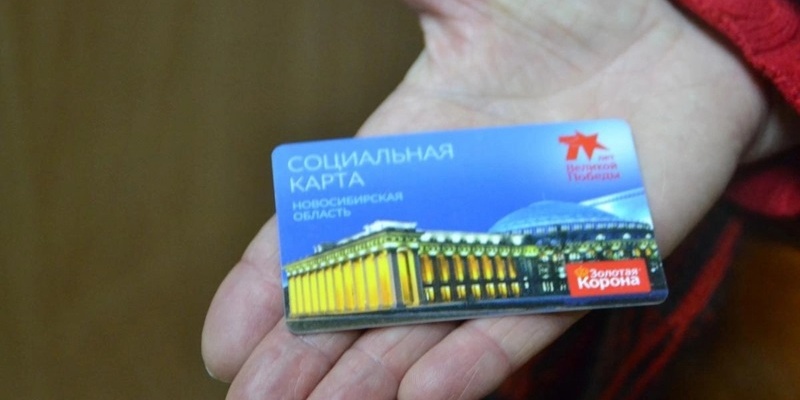 СОЦИАЛЬНАЯ
КАРТА
НОВОСИБИРСКАЯ
ОБЛАСТЬ
лет
Великой
Победы
Золотая
Корона